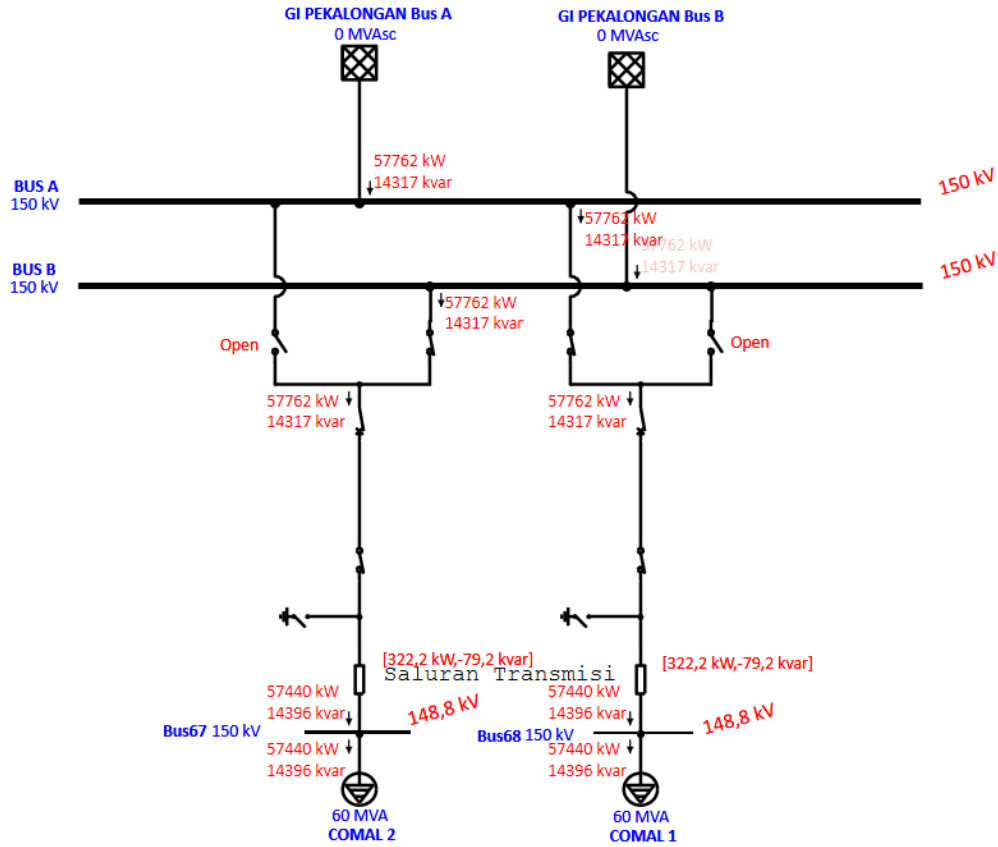 GI PEKALONGAN Bus A
0 MVAsc
GI PEKALONGAN Bus B
0 MVAsc
57762 kW
14317 kvar
BUS A
150 kV
150 kV
57762 kW
14317 kvar
57762 kW
14317 kvar
BUS B
150 kV
150 kV
57762 kW
14317 kvar
Open
Open
57762 kW
14317 kvar
57762 kW
14317 kvar
[322,2 kW,-79,2 kvar]
[322,2 kW,-79,2 kvar]
Saluran Transmisi
57440 kW
14396 kvar
148,8 kV
57440 kW
14396 kvar
148,8 kV
Bus67 150 kV
Bus68 150 kV
57440 kW
14396 kvar
57440 kW
14396 kvar
60 MVA
COMAL 2
60 MVA
COMAL 1